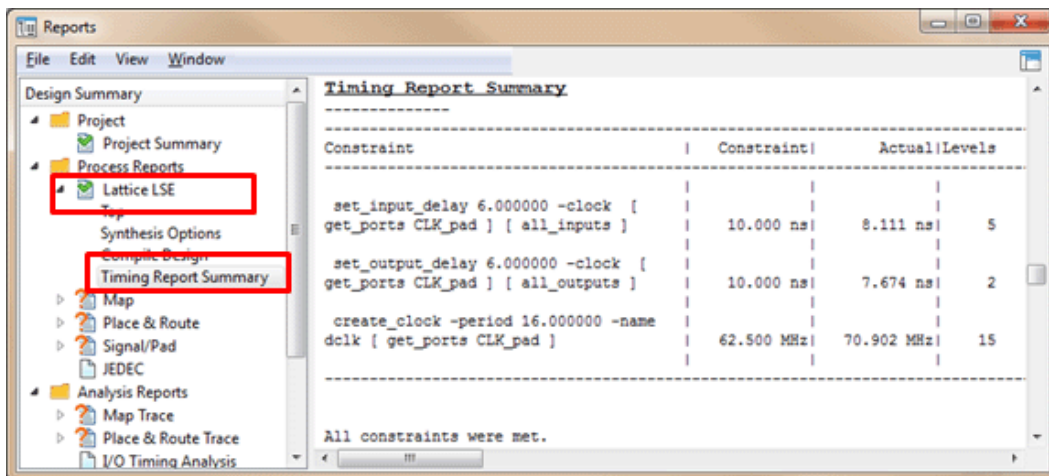 Reports
File Edit View Window
Design Summary
Project
Project Summary
Process Reports
Lattice LSE
Top
Synthesis Options
Compile Design
Timing Report Summary
Map
Place & Route
Signal/Pad
JEDEC
Analysis Reports
Map Trace
Place & Route Trace
I/O Timing Analysis
Timing Report Summary
--------------
--------------------------------------------------------------------------------
Constraint | Constraint| Actual|Levels
--------------------------------------------------------------------------------
| | |
set_input_delay 6.000000 -clock [ | | |
get_ports CLK_pad ] [ all_inputs ] | 10.000 ns| 8.111 ns| 5
| | |
set_output_delay 6.000000 -clock [ | | |
get_ports CLK_pad ] [ all_outputs ] | 10.000 ns| 7.674 ns| 2
| | |
create_clock -period 16.000000 -name | | |
dclk [ get_ports CLK_pad ] | 62.500 MHz| 70.902 MHz| 15
| | |
--------------------------------------------------------------------------------
All constraints were met.